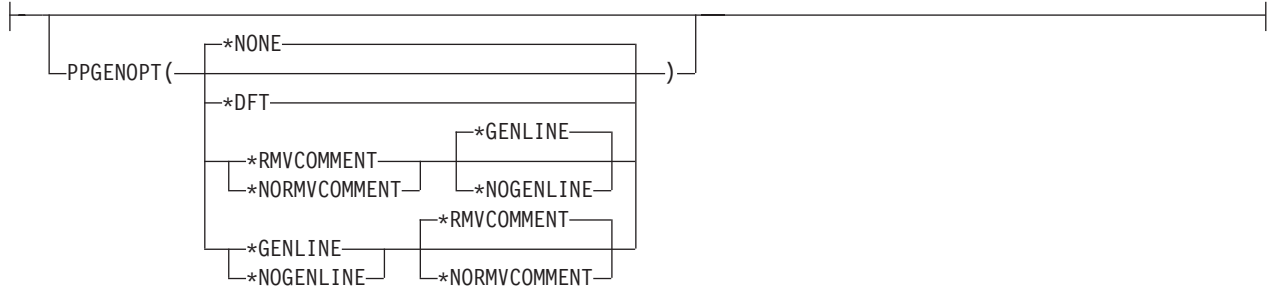 *NONE
PPGENOPT( )
*DFT
*GENLINE
*RMVCOMMENT
*NORMVCOMMENT *NOGENLINE
*RMVCOMMENT
*GENLINE
*NOGENLINE *NORMVCOMMENT